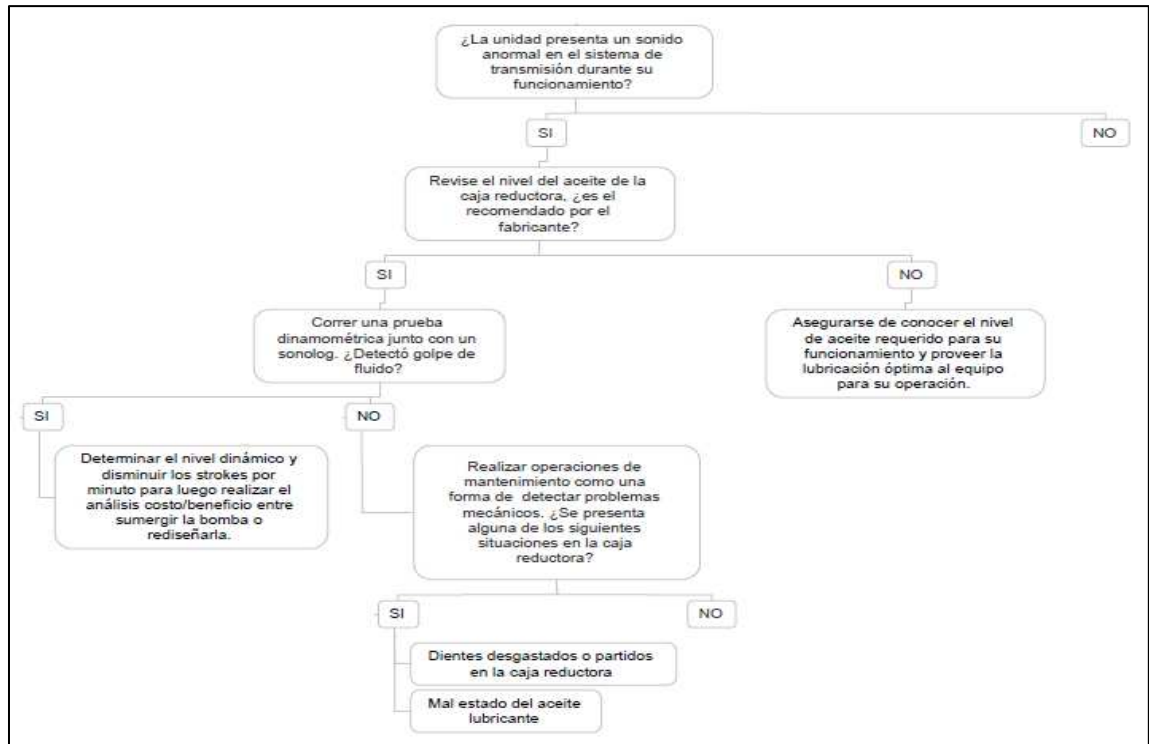 ¿La unidad presenta un sonido
anormal en el sistema de
transmisión durante su
funcionamiento?
SI
NO
Revise el nivel del aceite de la
caja reductora, ¿es el
recomendado por el
fabricante?
SI
NO
Correr una prueba
dinamométrica junto con un
sonolog. ¿Detectó golpe de
fluido?
Asegurarse de conocer el nivel
de aceite requerido para su
funcionamiento y proveer la
lubricación óptima al equipo
para su operación.
SI
NO
Determinar el nivel dinámico y
disminuir los strokes por
minuto para luego realizar el
análisis costo/beneficio entre
sumergir la bomba o
rediseñarla.
Realizar operaciones de
mantenimiento como una
forma de detectar problemas
mecánicos. ¿Se presenta
alguna de los siguientes
situaciones en la caja
reductora?
SI
NO
Dientes desgastados o partidos
en la caja reductora
Mal estado del aceite
lubricante